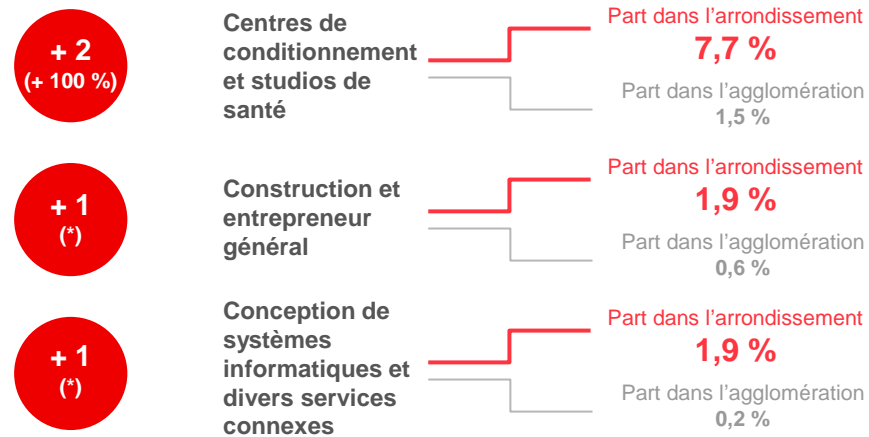 + 2
(+ 100 %)
Centres de
conditionnement
et studios de
santé
Part dans l'arrondissement
7,7 %
Part dans l'agglomération
1,5 %
+ 1
(*)
Construction et
entrepreneur
général
Part dans l'arrondissement
1,9 %
Part dans l'agglomération
0,6 %
+ 1
(*)
Conception de
systèmes
informatiques et
divers services
connexes
Part dans l'arrondissement
1,9 %
Part dans l'agglomération
0,2 %